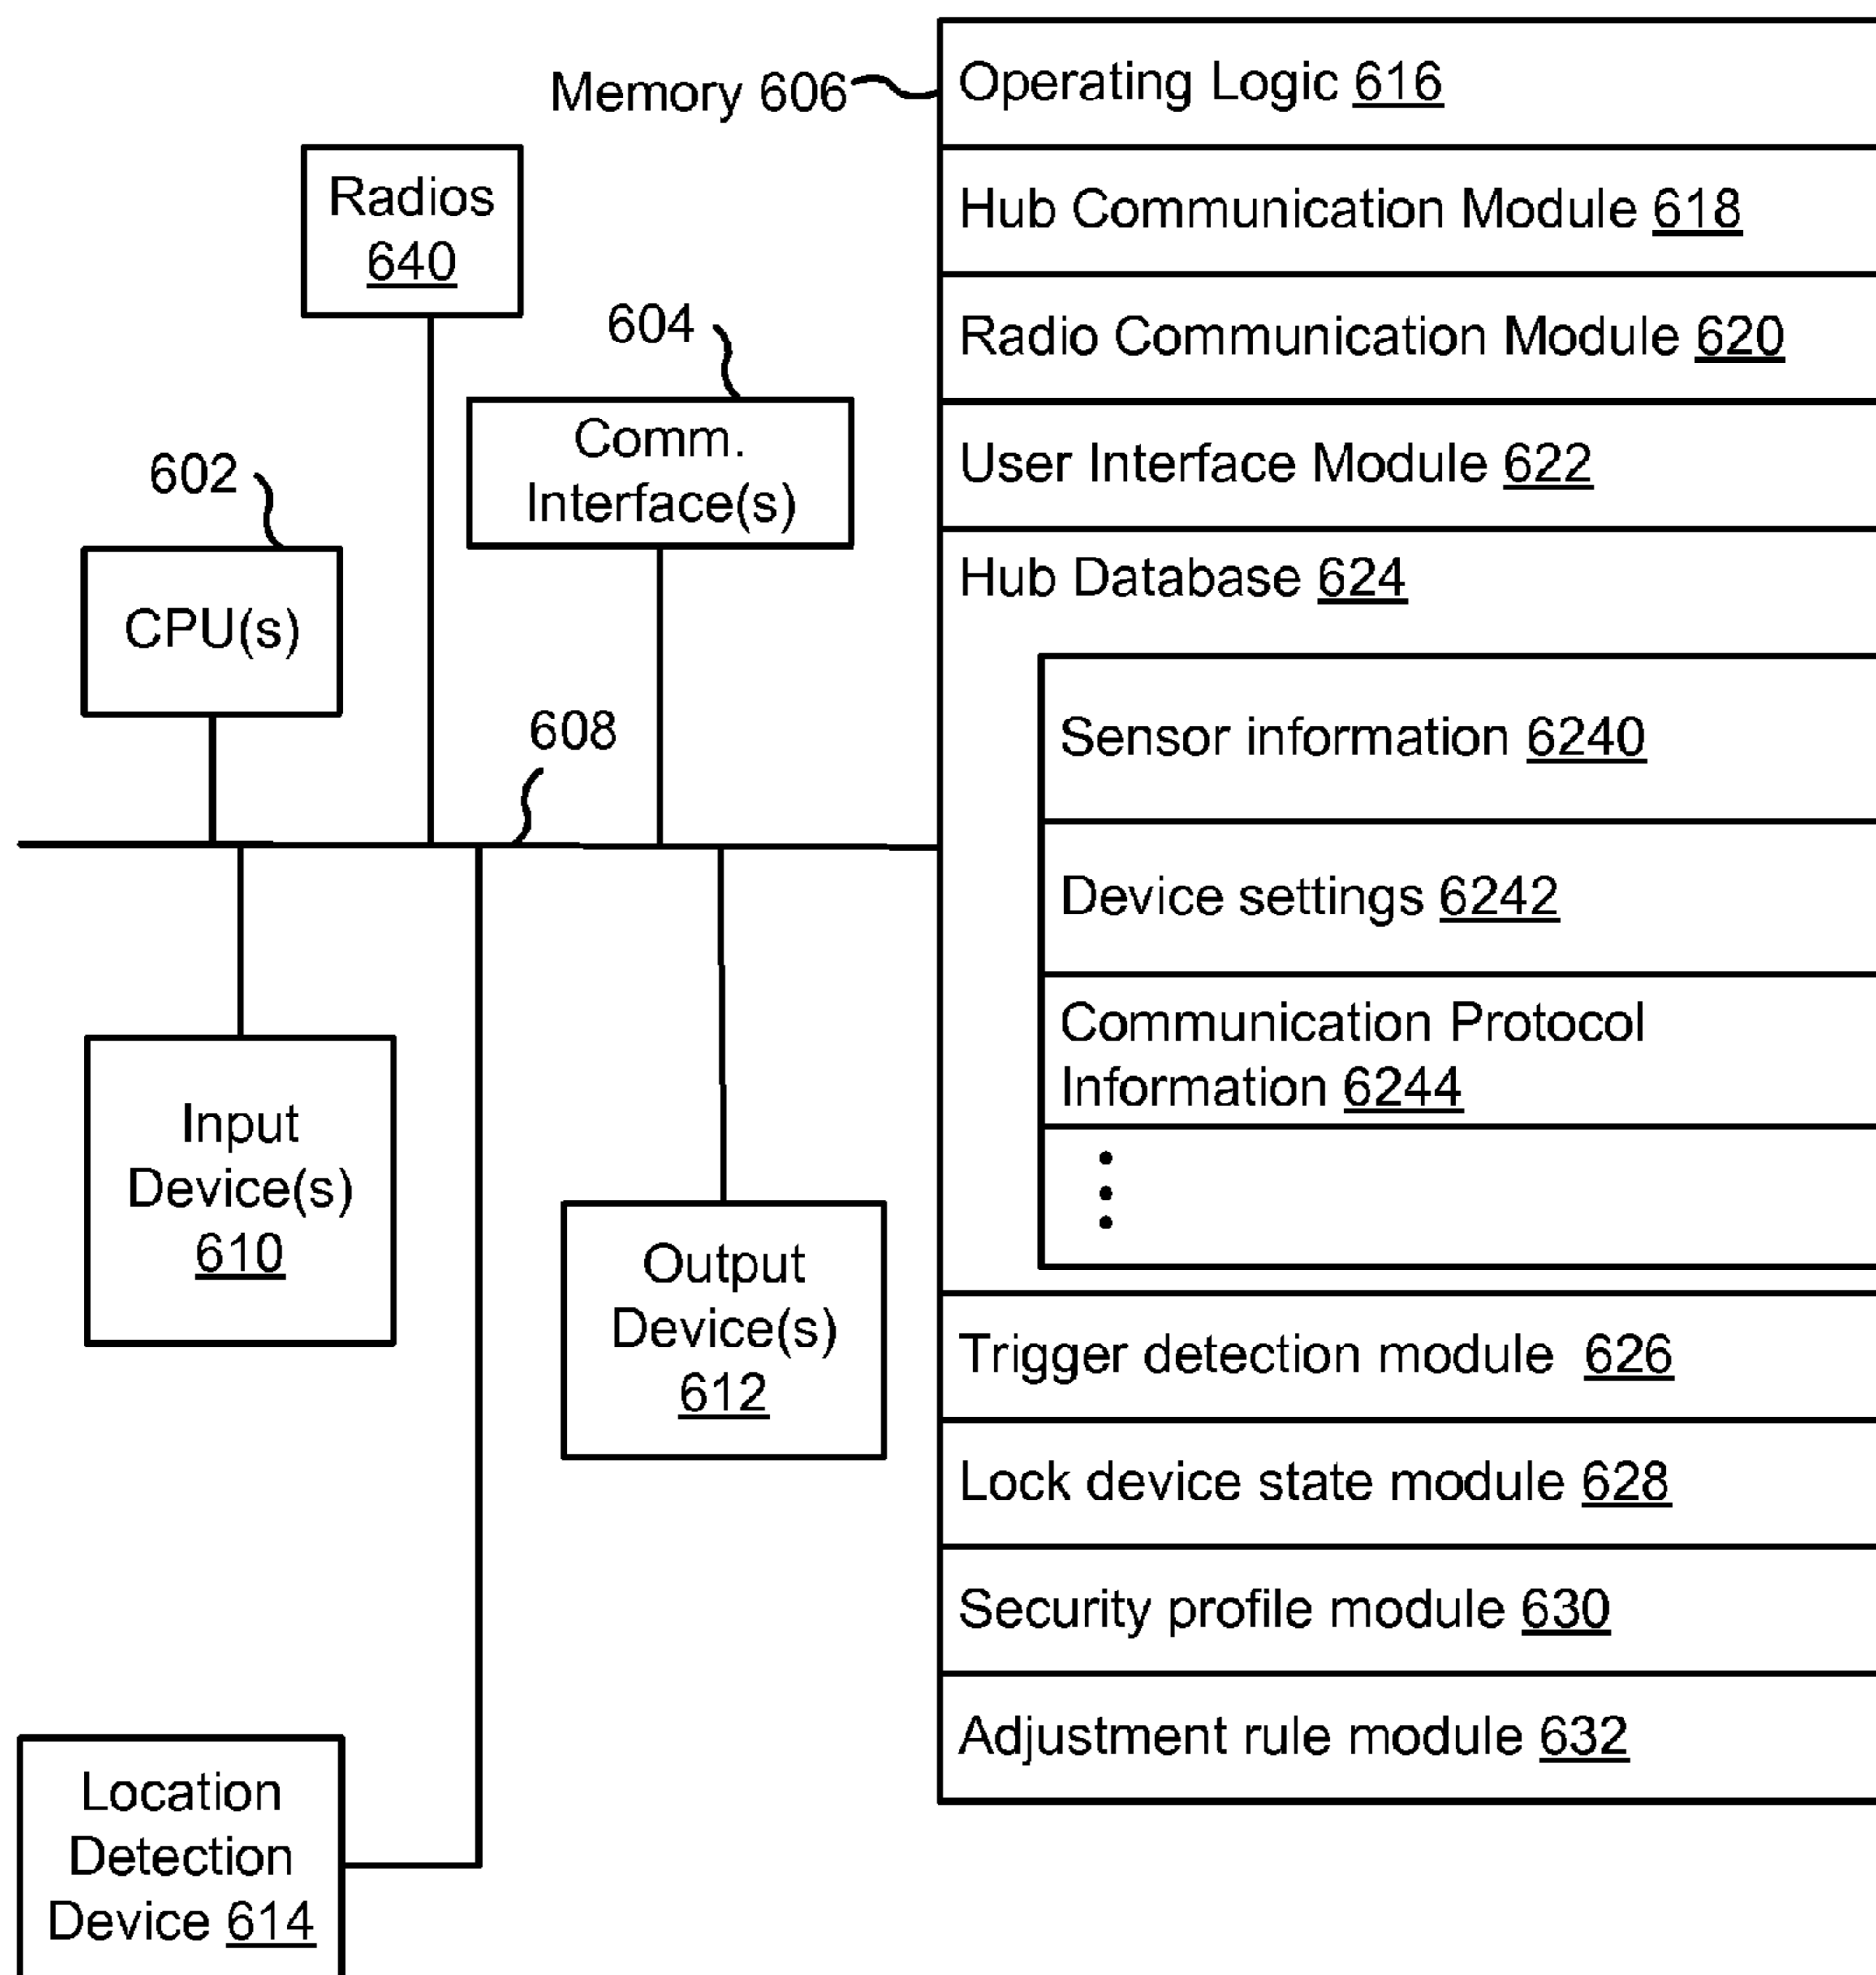 Memory 606
Radios
640
604
Comm.
Interface(s)
602
CPU(s)
608
Input
Device(s)
610
Output
Device(s)
612
Location
Detection
Device 614
Operating Logic 616
Hub Communication Module 618
Radio Communication Module 620
User Interface Module 622
Hub Database 624
Sensor information 6240
Device settings 6242
Communication Protocol
Information 6244
Trigger detection module 626
Lock device state module 628
Security profile module 630
Adjustment rule module 632